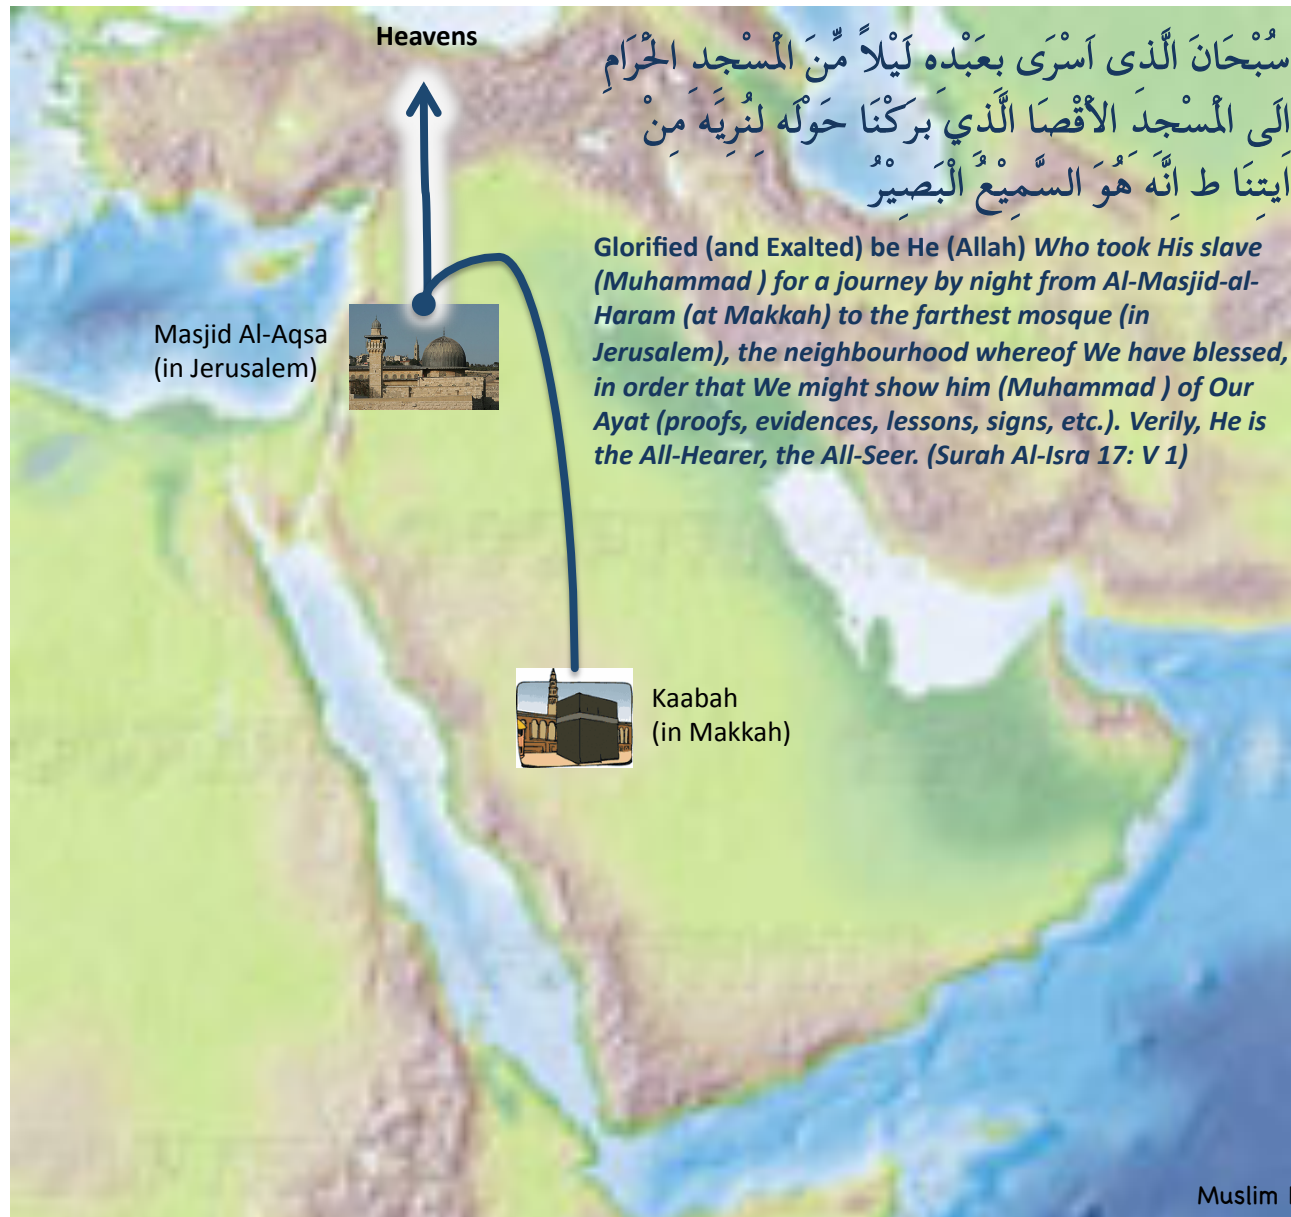 Heavens
سُبْحَانَ الَّذِى اَسْرَى بِعَبْدِهِ لَيْلاً مِّنَ الْمَسْجِدِ الْحَرَامِ
اِلَى الْمَسْجِدِ الأَقْصَا الَّذِي بَرَكْنَا حَوْلَه لِنُرِيَه مِنْ
ايتِنَا ط اِنَّه هُوَ السَّمِيْعُ الْبَصِيْرُ
Glorified (and Exalted) be He (Allah) Who took His slave
(Muhammad ) for a journey by night from Al-Masjid-al-
Haram (at Makkah) to the farthest mosque (in
Jerusalem), the neighbourhood whereof We have blessed,
in order that We might show him (Muhammad ) of Our
Ayat (proofs, evidences, lessons, signs, etc.). Verily, He is
the All-Hearer, the All-Seer. (Surah Al-Isra 17: V 1)
Masjid Al-Aqsa
(in Jerusalem)
Kaabah
(in Makkah)
Muslim